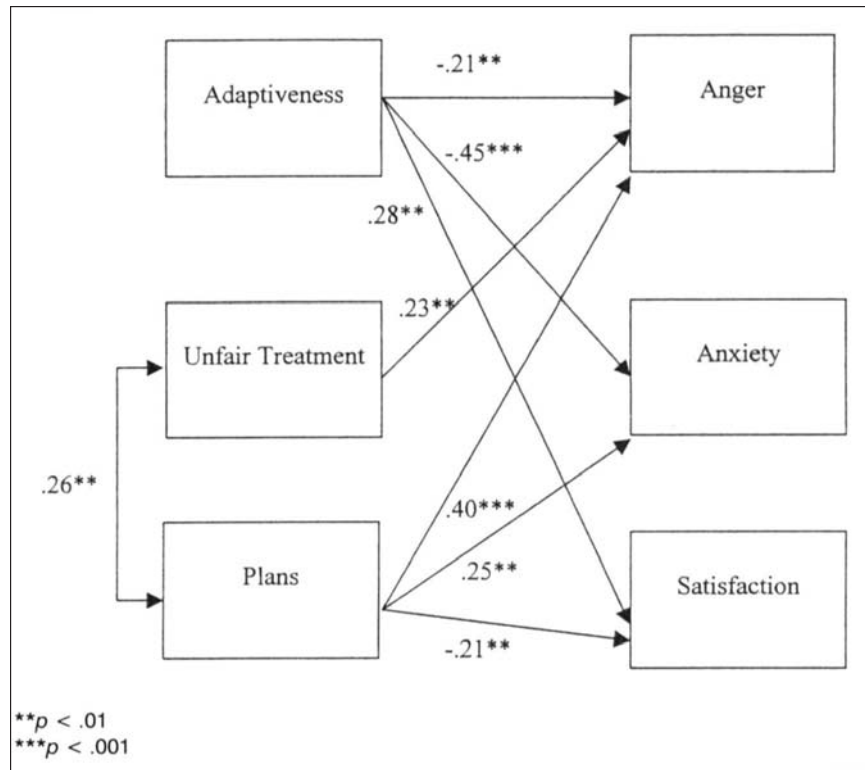 Adaptiveness
-.21**
Anger
-.45***
.28**
Unfair Treatment
.23**
Anxiety
.26**
.40***
Plans
.25**
Satisfaction
-.21**
**p < .01
***p < .001